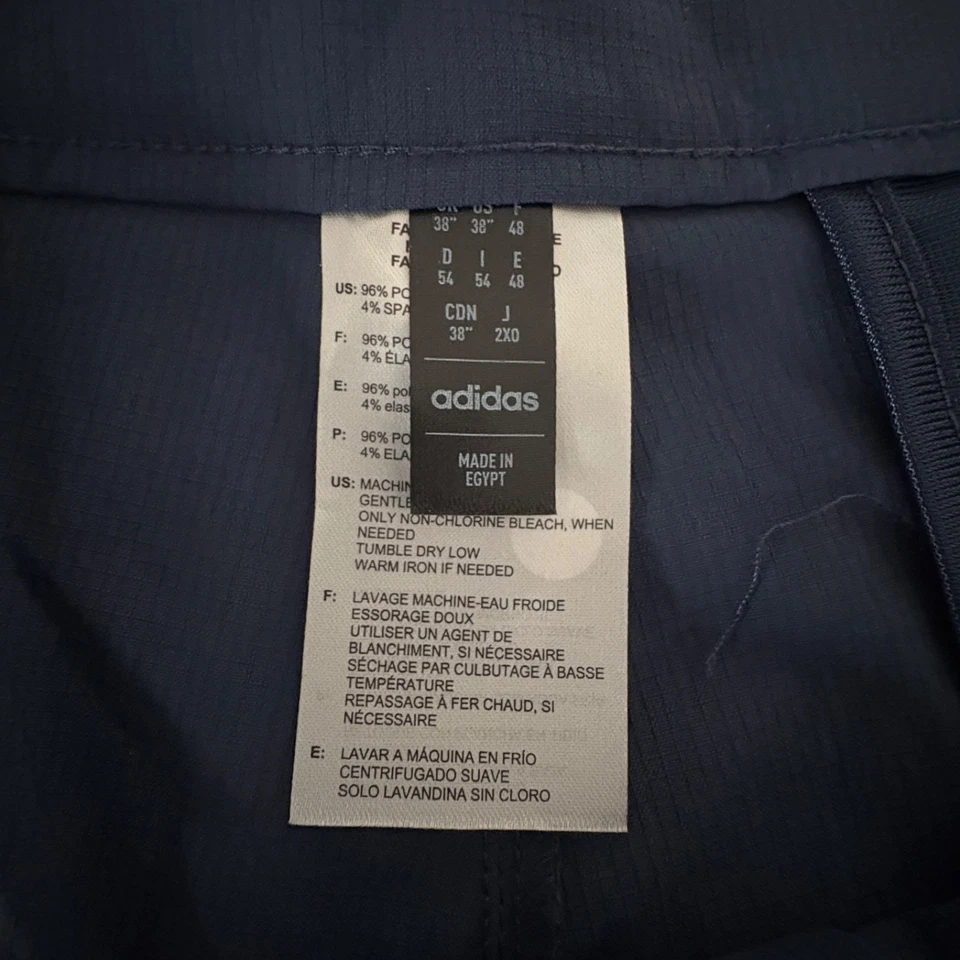 38" 38" 48
D I E
54 54 48
CDN J
38" 2XO
adidas
MADE IN
EGYPT
FA E
FA O
US: 96% PO
4% SPA
F: 96% PO
4% ÉLA
E: 96% pol
4% elas
P: 96% PO
4% ELA
US: MACHIN
GENTLE
ONLY NON-CHLORINE BLEACH, WHEN
NEEDED
TUMBLE DRY LOW
WARM IRON IF NEEDED
F: LAVAGE MACHINE-EAU FROIDE
ESSORAGE DOUX
UTILISER UN AGENT DE
BLANCHIMENT, SI NÉCESSAIRE
SÉCHAGE PAR CULBUTAGE À BASSE
TEMPÉRATURE
REPASSAGE À FER CHAUD, SI
NÉCESSAIRE
E: LAVAR A MÁQUINA EN FRÍO
CENTRIFUGADO SUAVE
SOLO LAVANDINA SIN CLORO